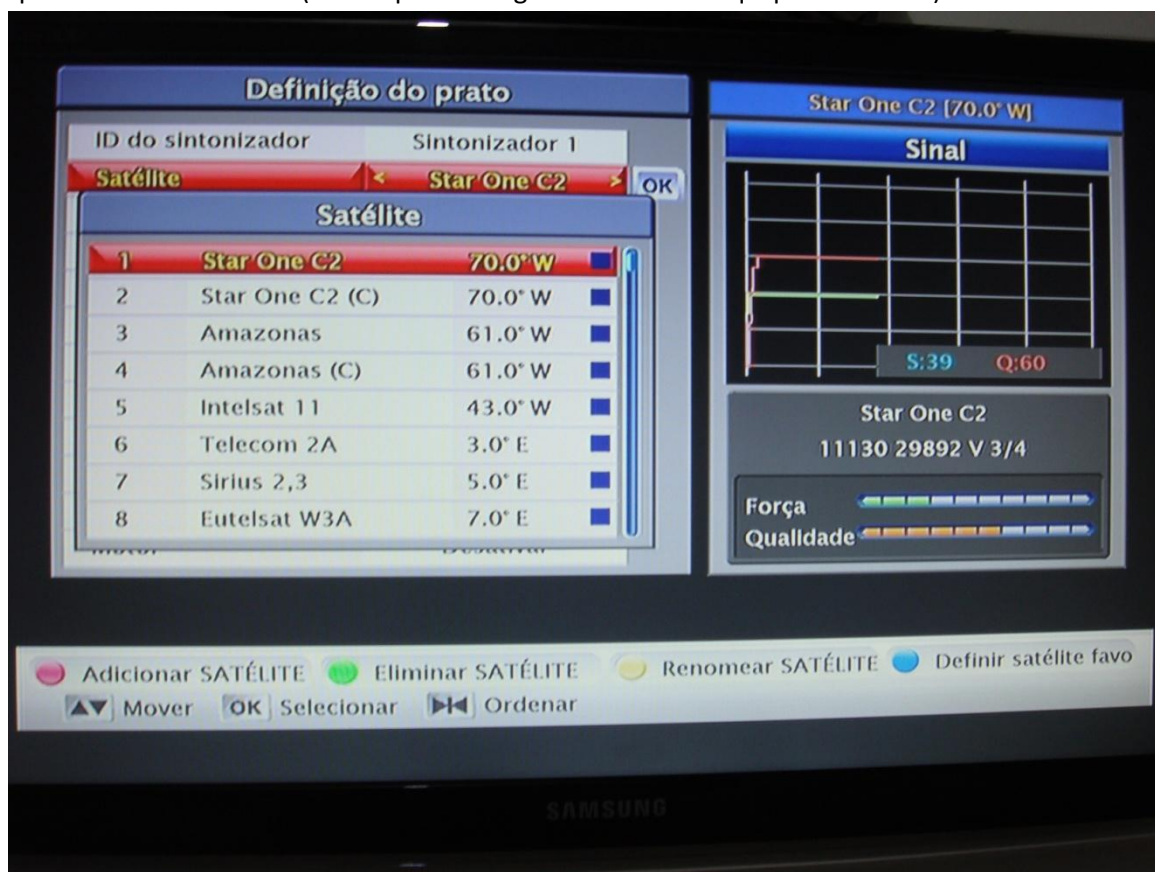 Definição do prato
ID do sintonizador Sintonizador 1
Satélite < Star One C2 > OK
Satélite
1 Star One C2 70.0° W
2 Star One C2 (C) 70.0° W
3 Amazonas 61.0° W
4 Amazonas (C) 61.0° W
5 Intelsat 11 43.0° W
6 Telecom 2A 3.0° E
7 Sirius 2,3 5.0° E
8 Eutelsat W3A 7.0° E
Star One C2 [70.0° W]
Sinal
S:39 Q:60
Star One C2
11130 29892 V 3/4
Força
Qualidade
Adicionar SATÉLITE Eliminar SATÉLITE Renomear SATÉLITE Definir satélite favo
Mover OK Selecionar Ordenar
SAMSUNG